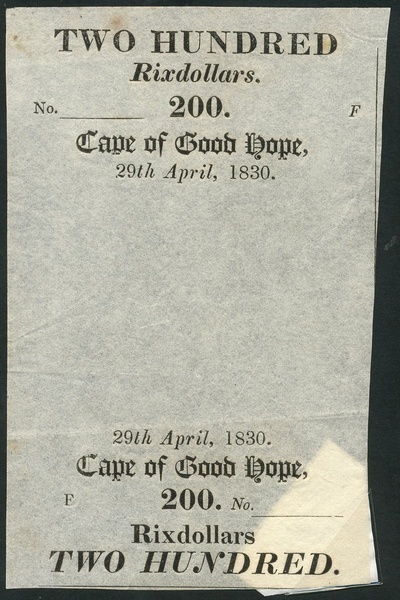 TWO HUNDRED
Rixdollars.
No. 200. F
Cape of Good Hope,
29th April, 1830.
29th April, 1830.
Cape of Good Hope,
F 200. No.
Rixdollars
TWO HUNDRED.